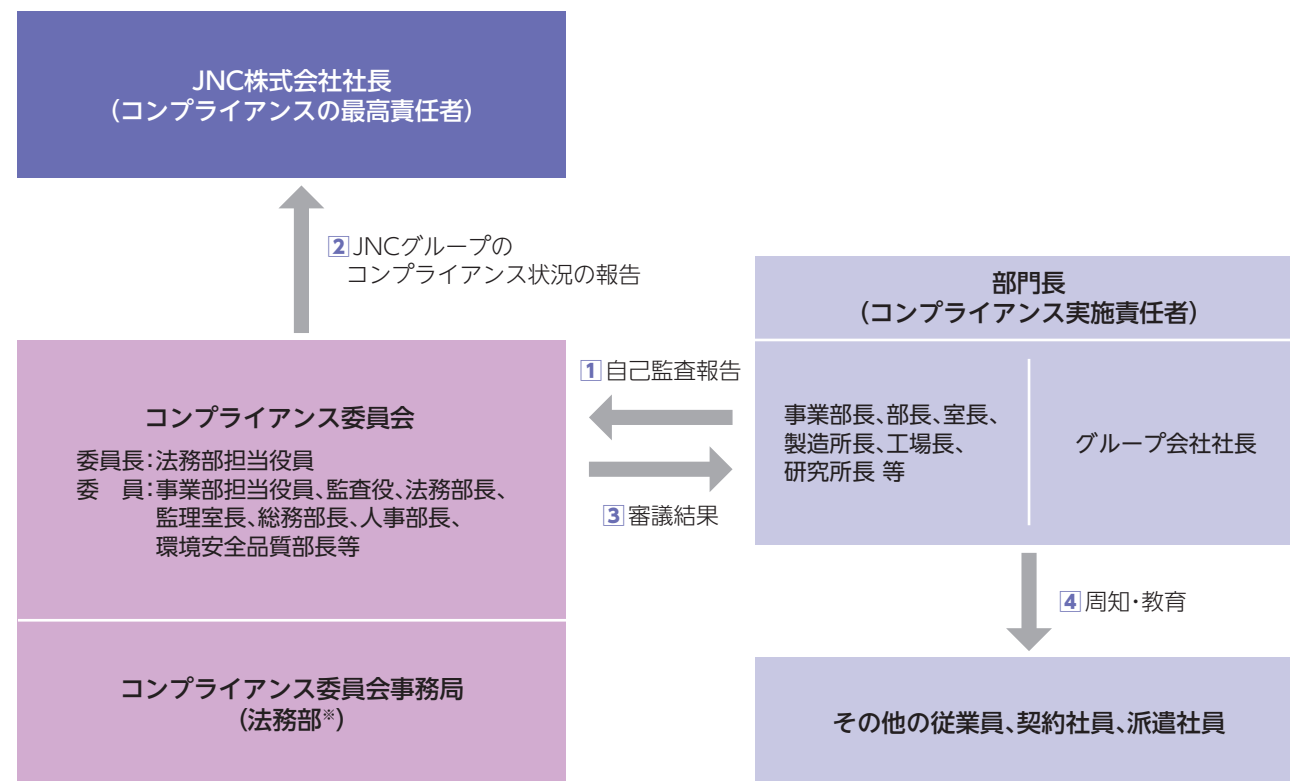 JNC株式会社社長
(コンプライアンスの最高責任者)
2 JNCグループの
コンプライアンス状況の報告
コンプライアンス委員会
委員長:法務部担当役員
委　員:事業部担当役員、監査役、法務部長、
監理室長、総務部長、人事部長、
環境安全品質部長等
コンプライアンス委員会事務局
(法務部※)
1 自己監査報告
3 審議結果
部門長
(コンプライアンス実施責任者)
事業部長、部長、室長、
製造所長、工場長、
研究所長 等
グループ会社社長
4 周知・教育
その他の従業員、契約社員、派遣社員